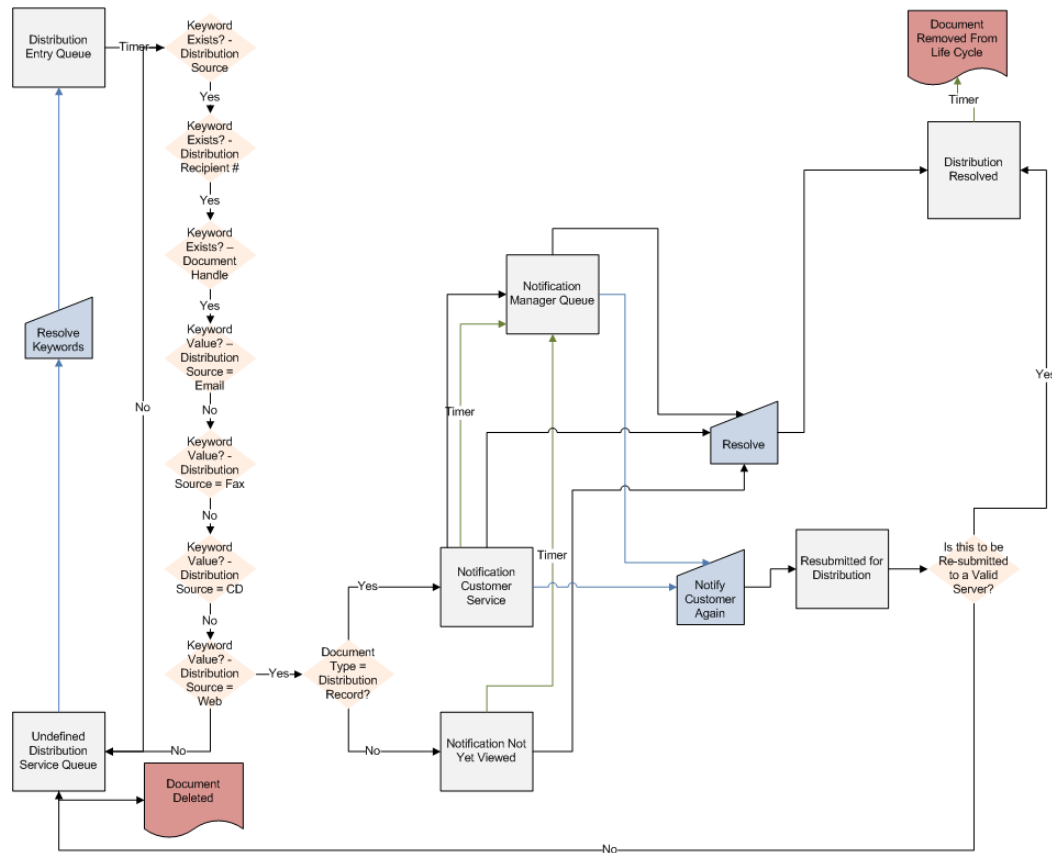 Distribution
Entry Queue
Timer
Keyword
Exists? -
Distribution
Source
Yes
Keyword
Exists? -
Distribution
Recipient #
Yes
Keyword
Exists? –
Document
Handle
Yes
Keyword
Value? –
Distribution
Source =
Email
No
Keyword
Value? -
Distribution
Source = Fax
No
Keyword
Value? -
Distribution
Source = CD
No
Keyword
Value? -
Distribution
Source =
Web
No
No
Resolve
Keywords
Undefined
Distribution
Service Queue
Document
Deleted
Yes
Document
Type =
Distribution
Record?
Yes
No
Notification
Customer
Service
Notification Not
Yet Viewed
Timer
Timer
Notification
Manager Queue
Resolve
Notify
Customer
Again
Resubmitted for
Distribution
Is this to be
Re-submitted
to a Valid
Server?
Yes
No
Distribution
Resolved
Timer
Document
Removed From
Life Cycle